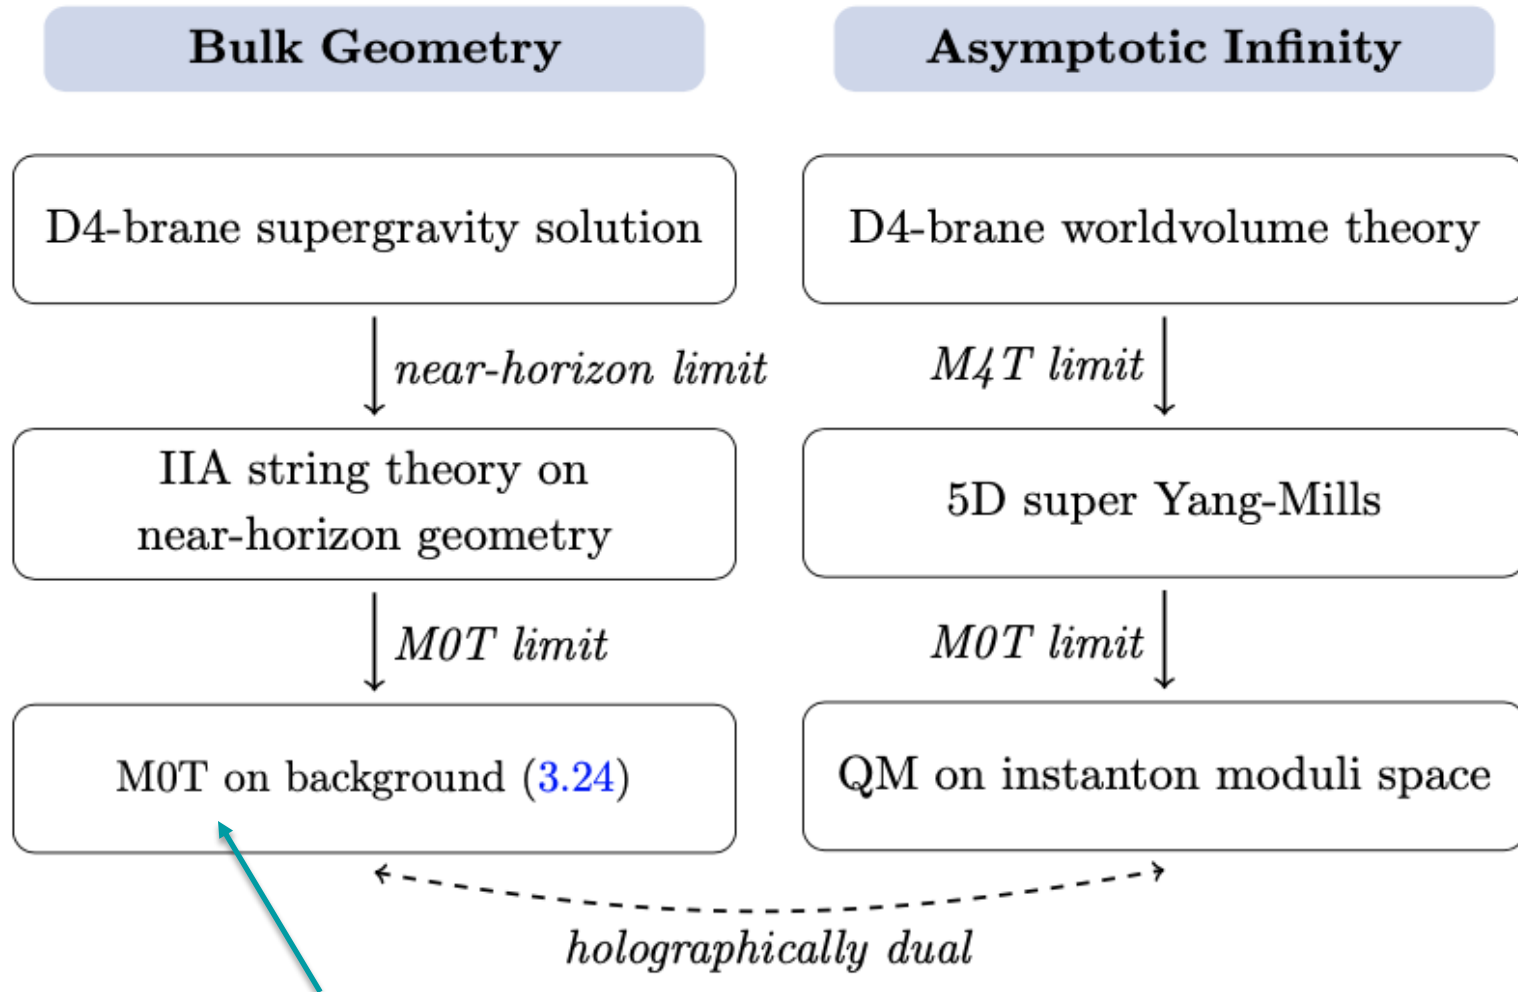 Bulk Geometry
Asymptotic Infinity
D4-brane supergravity solution
D4-brane worldvolume theory
near-horizon limit
M4T limit
IIA string theory on
near-horizon geometry
5D super Yang-Mills
M0T limit
M0T limit
M0T on background (3.24)
QM on instanton moduli space
holographically dual